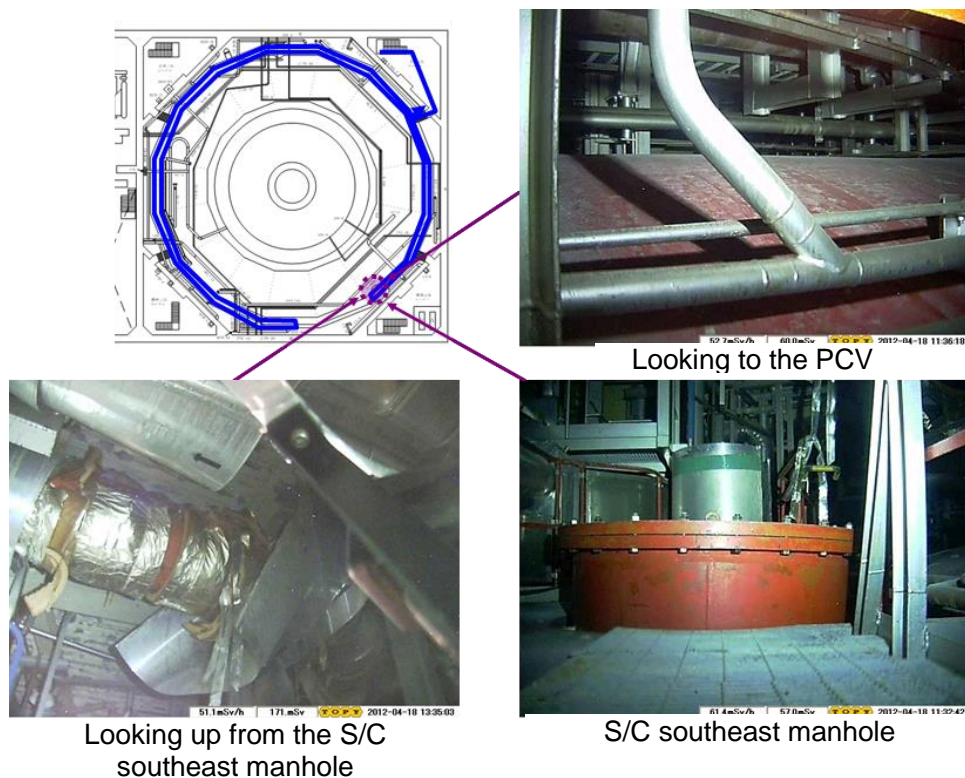 52.7mSv/h 60.0mSv TOPY 2012-04-18 11:36:18
Looking to the PCV
51.1mSv/h 171.mSv TOPY 2012-04-18 13:35:03
Looking up from the S/C
southeast manhole
61.4mSv/h 57.0mSv TOPY 2012-04-18 11:32:42
S/C southeast manhole